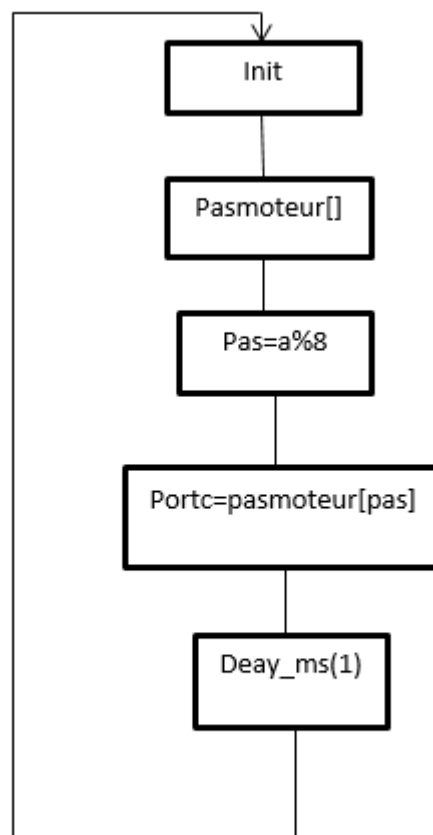 Init
Pasmoteur[]
Pas=a%8
Portc=pasmoteur[pas]
Deay_ms(1)